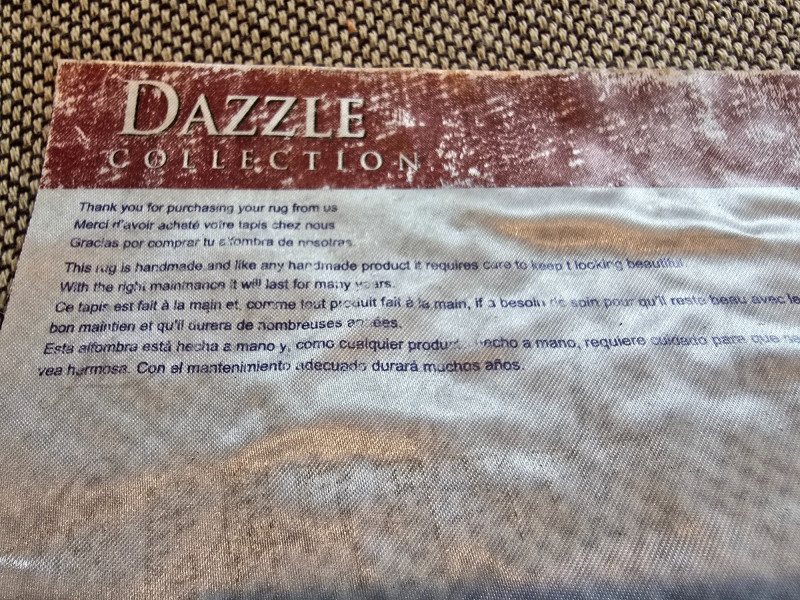 DAZZLE
COLLECTION
Thank you for purchasing your rug from us
Merci d'avoir acheté votre tapis chez nous
Gracias por comprar tu alfombra de nosotras.
This rug is handmade and like any handmade product it requires care to keep t looking beautiful
With the right maintnance it will last for many years.
Ce tapis est fait à la main et, comme tout produit fait à la main, if a besoin de soin pour qu'il reste beau avec le
bon maintien et qu'il durera de nombreuses années.
Esta alfombra está hecha a mano y, como cualquier product hecho a mano, requiere cuidado para que se
vea hermosa. Con el mantenimiento adecuado durará muchos años.